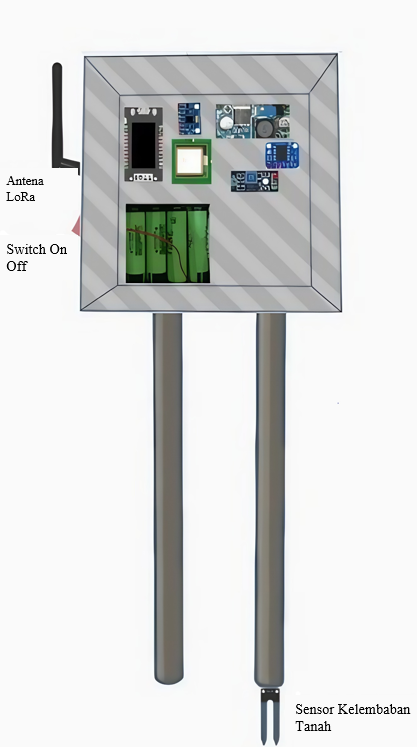 Antena
LoRa
Switch On
Off
Sensor Kelembaban
Tanah